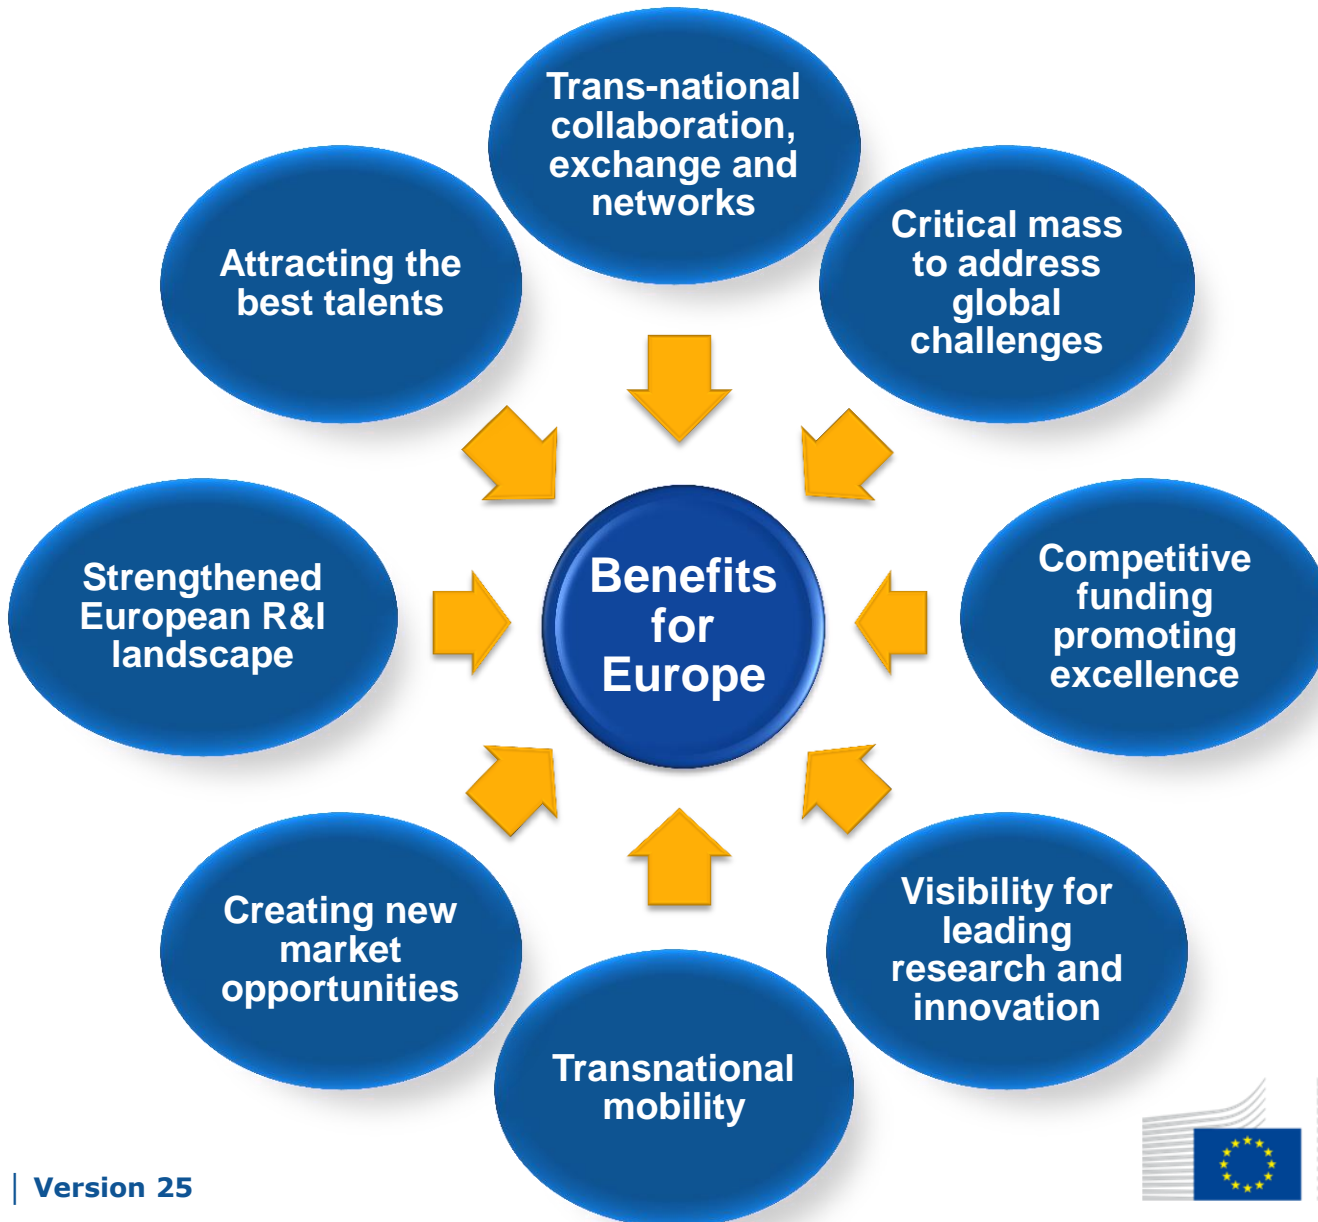 Trans-national
collaboration,
exchange and
networks
Critical mass
to address
global
challenges
Attracting the
best talents
Competitive
funding
promoting
excellence
Strengthened
European R&I
landscape
Benefits
for
Europe
Visibility for
leading
research and
innovation
Creating new
market
opportunities
Transnational
mobility
| Version 25